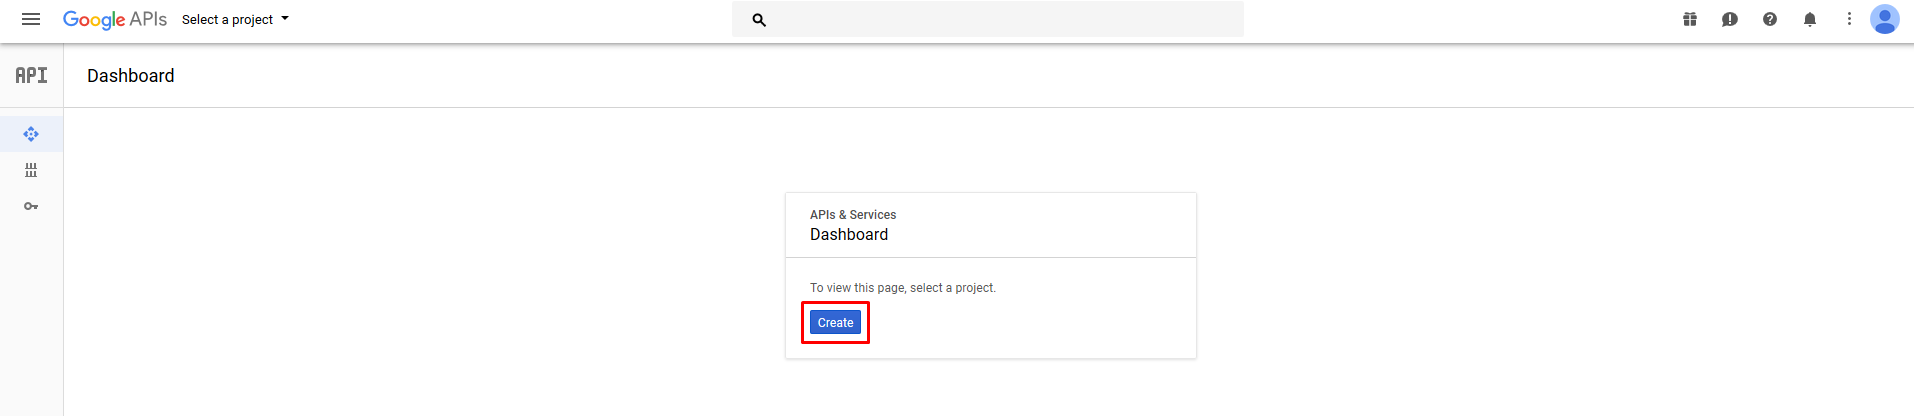 Google APIs Select a project
API Dashboard
APIs & Services
Dashboard
To view this page, select a project.
Create